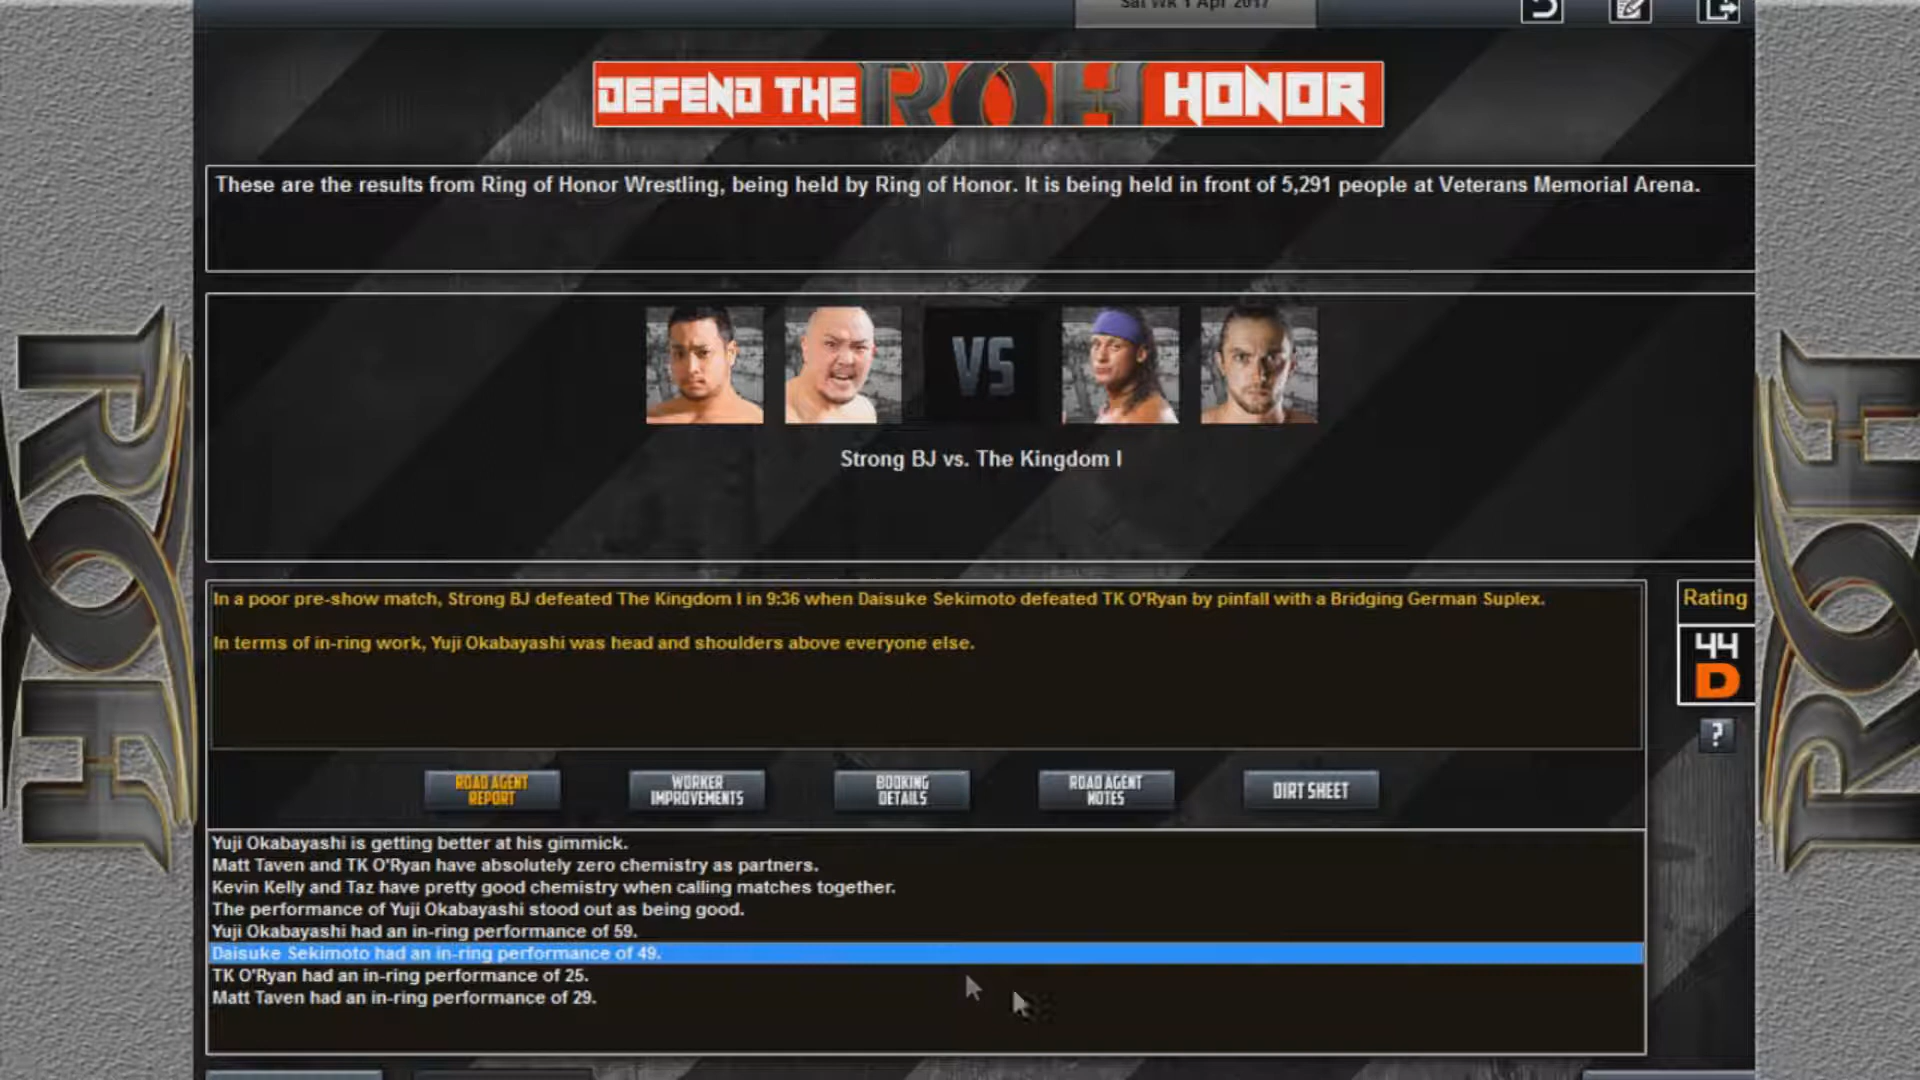 Sat Wk 1 Apr 2017
DEFEND THE ROH HONOR
These are the results from Ring of Honor Wrestling, being held by Ring of Honor. It is being held in front of 5,291 people at Veterans Memorial Arena.
VS
Strong BJ vs. The Kingdom I
In a poor pre-show match, Strong BJ defeated The Kingdom I in 9:36 when Daisuke Sekimoto defeated TK O'Ryan by pinfall with a Bridging German Suplex.
In terms of in-ring work, Yuji Okabayashi was head and shoulders above everyone else.
Rating
44
D
?
ROAD AGENT
REPORT
WORKER
IMPROVEMENTS
BOOKING
DETAILS
ROAD AGENT
NOTES
DIRT SHEET
Yuji Okabayashi is getting better at his gimmick.
Matt Taven and TK O'Ryan have absolutely zero chemistry as partners.
Kevin Kelly and Taz have pretty good chemistry when calling matches together.
The performance of Yuji Okabayashi stood out as being good.
Yuji Okabayashi had an in-ring performance of 59.
Daisuke Sekimoto had an in-ring performance of 49.
TK O'Ryan had an in-ring performance of 25.
Matt Taven had an in-ring performance of 29.
ROH
ROH